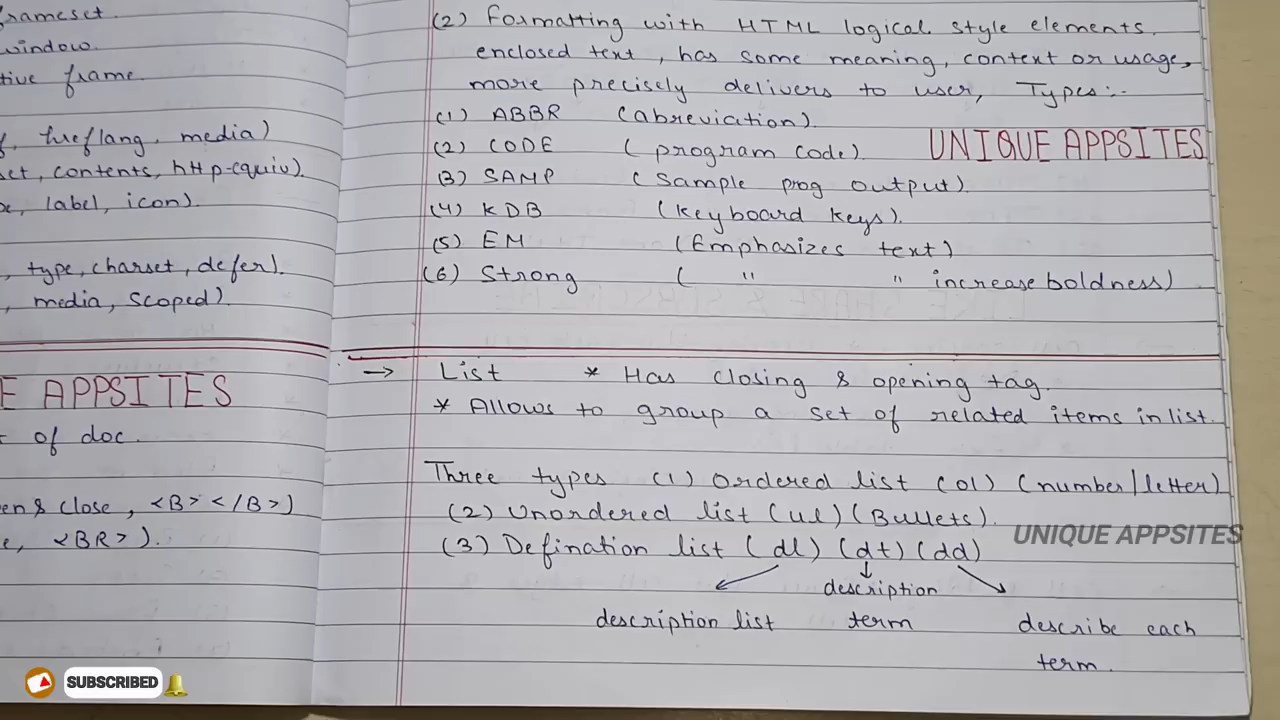 frameset.
window.
tive frame.
f, hreflang, media)
set, contents, http-equiv)
label, icon).
, type, charset, defer).
, media, scoped).
E APPSITES
of doc.
en & close, <B> </B>)
<BR>).
(2) Formatting with HTML logical style elements.
enclosed text, has some meaning, context or usage,
more precisely delivers to user, Types:-
(1) ABBR (abreviation).
(2) CODE (program code).
UNIQUE APPSITES
(3) SAMP (Sample prog output).
(4) KDB (Keyboard keys).
(5) EM (Emphasizes text)
(6) Strong ( " " increase boldness)
→ List * Has closing & opening tag.
* Allows to group a set of related items in list.
Three types (1) Ordered list (ol) (number/letter)
(2) Unordered list (ul) (Bullets).
(3) Defination list (dl) (dt) (dd)
UNIQUE APPSITES
description list
description term
describe each term.
SUBSCRIBED